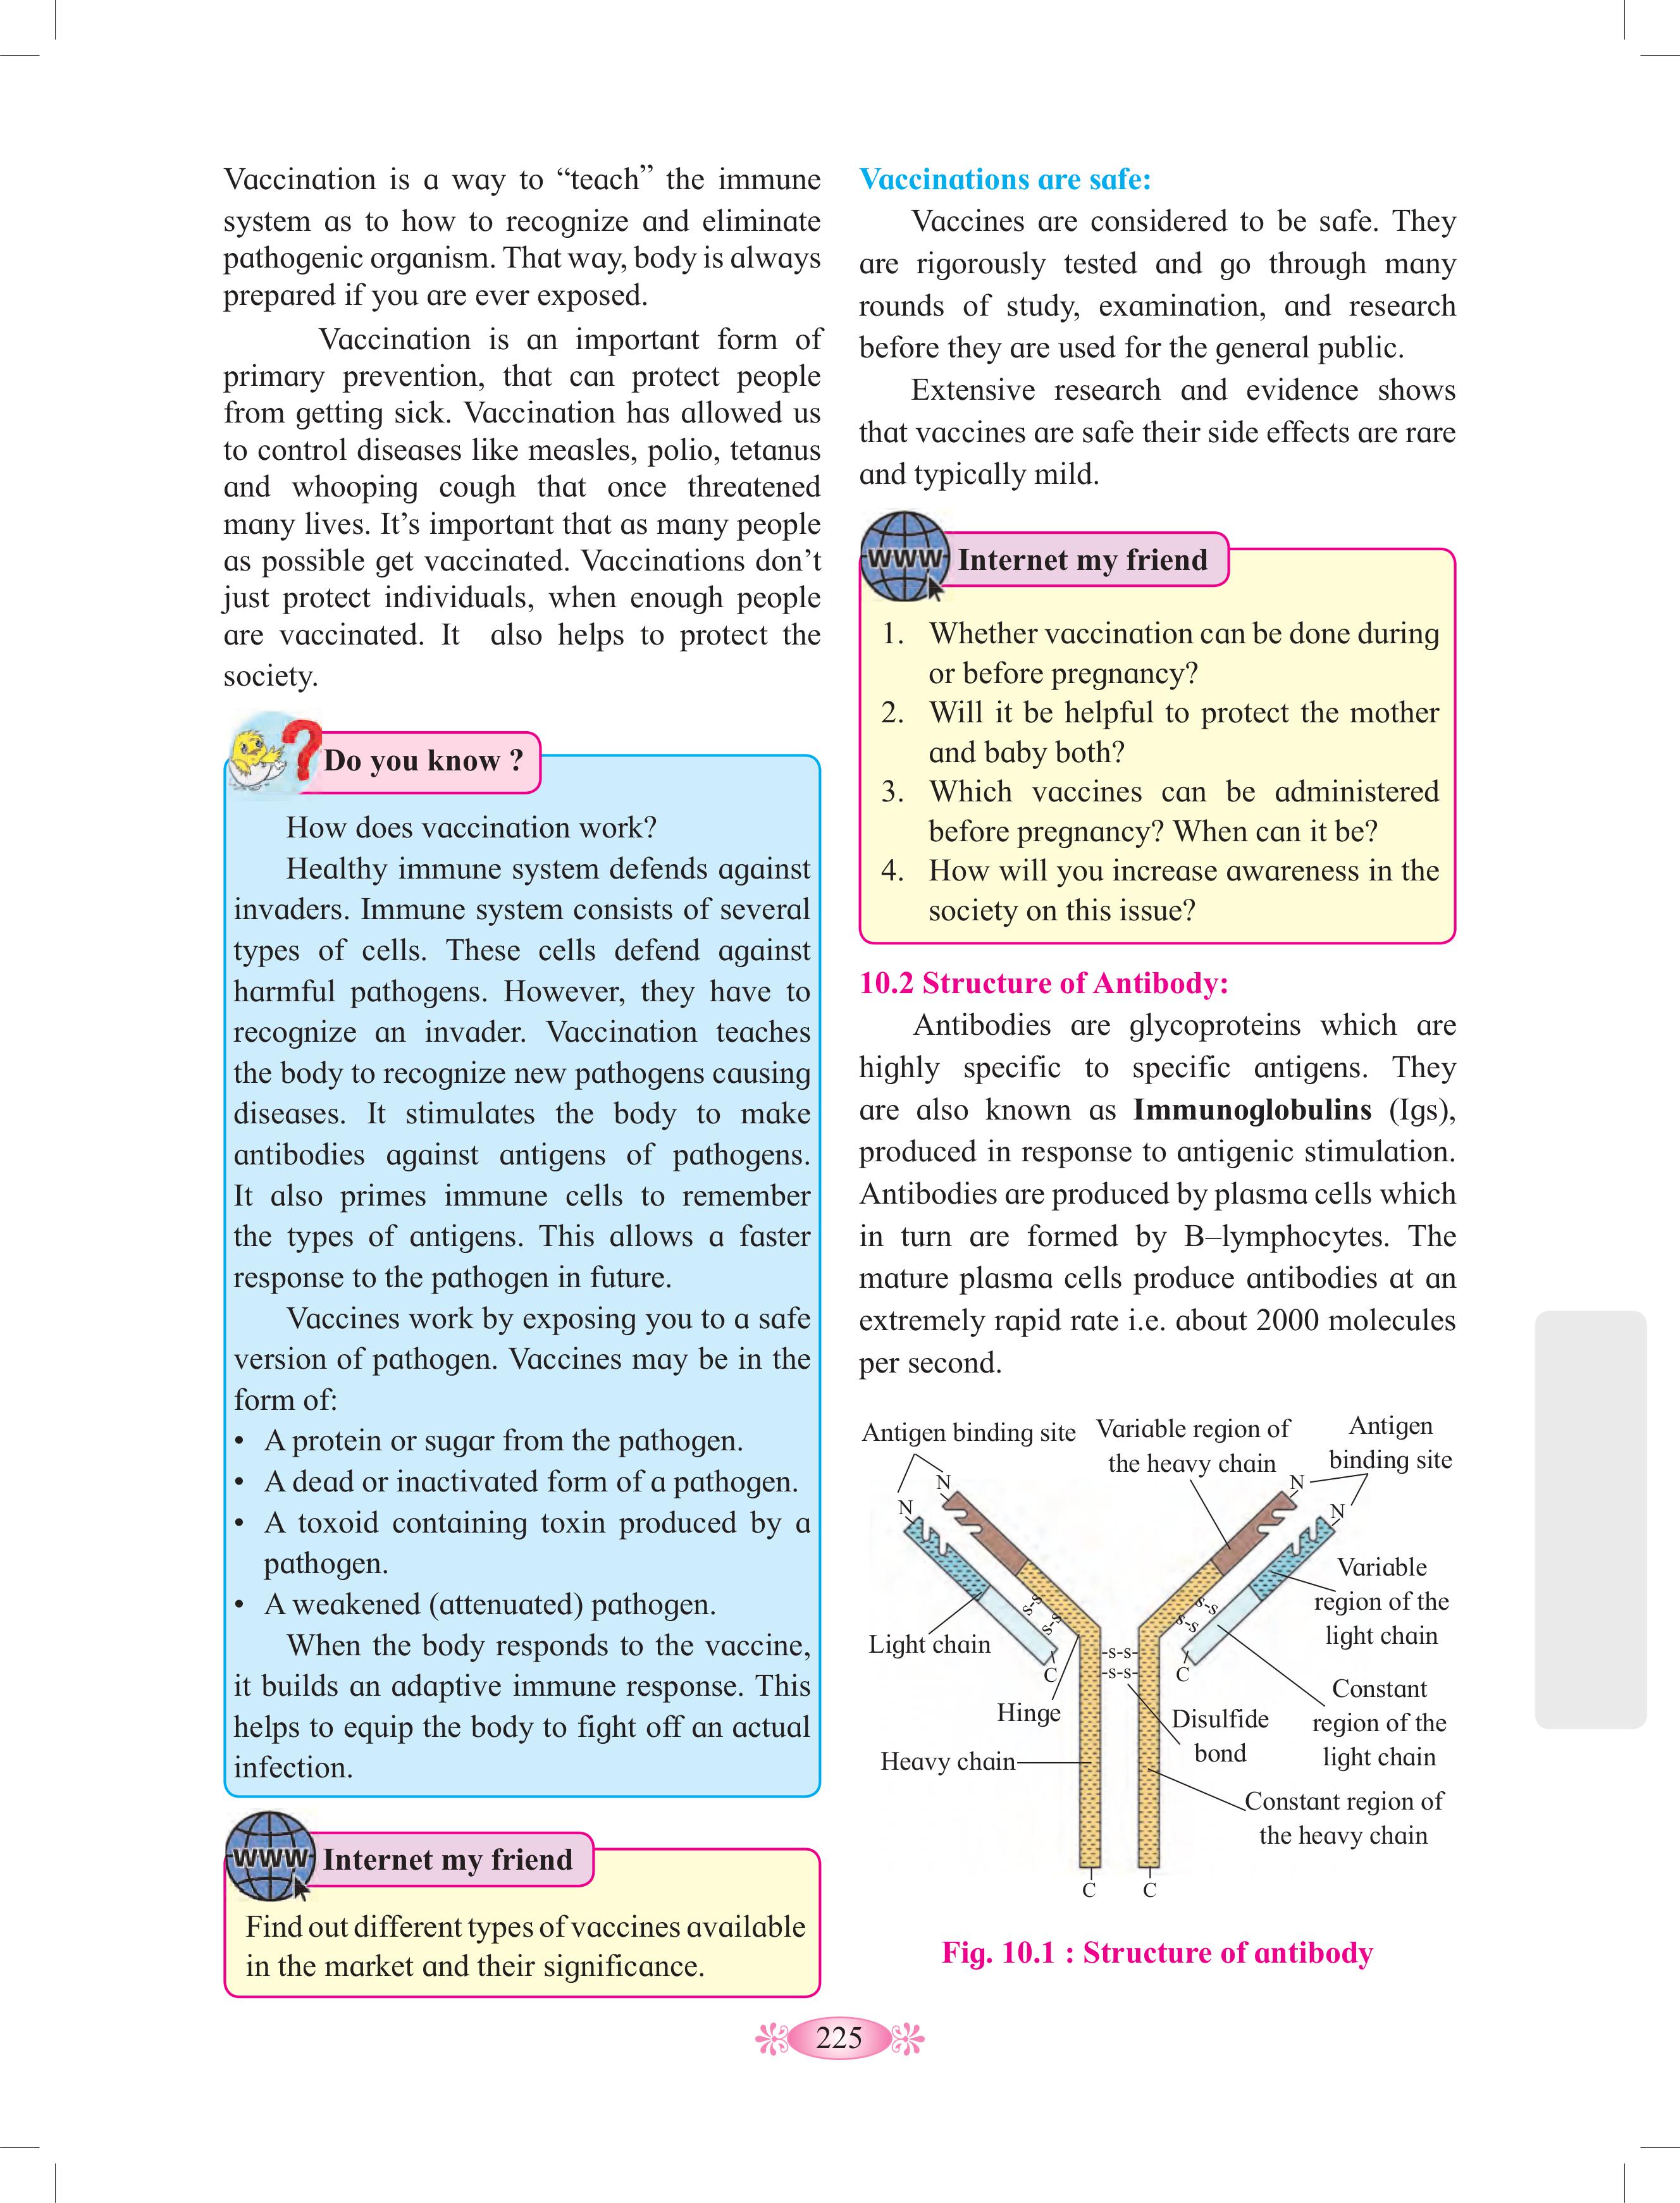 Vaccination is a way to “teach” the immune
system as to how to recognize and eliminate
pathogenic organism. That way, body is always
prepared if you are ever exposed.
Vaccination is an important form of
primary prevention, that can protect people
from getting sick. Vaccination has allowed us
to control diseases like measles, polio, tetanus
and whooping cough that once threatened
many lives. It’s important that as many people
as possible get vaccinated. Vaccinations don’t
just protect individuals, when enough people
are vaccinated. It also helps to protect the
society.
Do you know ?
How does vaccination work?
Healthy immune system defends against
invaders. Immune system consists of several
types of cells. These cells defend against
harmful pathogens. However, they have to
recognize an invader. Vaccination teaches
the body to recognize new pathogens causing
diseases. It stimulates the body to make
antibodies against antigens of pathogens.
It also primes immune cells to remember
the types of antigens. This allows a faster
response to the pathogen in future.
Vaccines work by exposing you to a safe
version of pathogen. Vaccines may be in the
form of:
• A protein or sugar from the pathogen.
• A dead or inactivated form of a pathogen.
• A toxoid containing toxin produced by a
pathogen.
• A weakened (attenuated) pathogen.
When the body responds to the vaccine,
it builds an adaptive immune response. This
helps to equip the body to fight off an actual
infection.
WWW Internet my friend
Find out different types of vaccines available
in the market and their significance.
Vaccinations are safe:
Vaccines are considered to be safe. They
are rigorously tested and go through many
rounds of study, examination, and research
before they are used for the general public.
Extensive research and evidence shows
that vaccines are safe their side effects are rare
and typically mild.
WWW Internet my friend
1. Whether vaccination can be done during
or before pregnancy?
2. Will it be helpful to protect the mother
and baby both?
3. Which vaccines can be administered
before pregnancy? When can it be?
4. How will you increase awareness in the
society on this issue?
10.2 Structure of Antibody:
Antibodies are glycoproteins which are
highly specific to specific antigens. They
are also known as Immunoglobulins (Igs),
produced in response to antigenic stimulation.
Antibodies are produced by plasma cells which
in turn are formed by B–lymphocytes. The
mature plasma cells produce antibodies at an
extremely rapid rate i.e. about 2000 molecules
per second.
Antigen binding site
Variable region of
the heavy chain
Antigen
binding site
N
N
N
N
Variable
region of the
light chain
s-s
s-s
s-s
s-s
Light chain
-s-s-
-s-s-
C
C
Hinge
Disulfide
bond
Constant
region of the
light chain
Heavy chain
Constant region of
the heavy chain
C
C
Fig. 10.1 : Structure of antibody
225